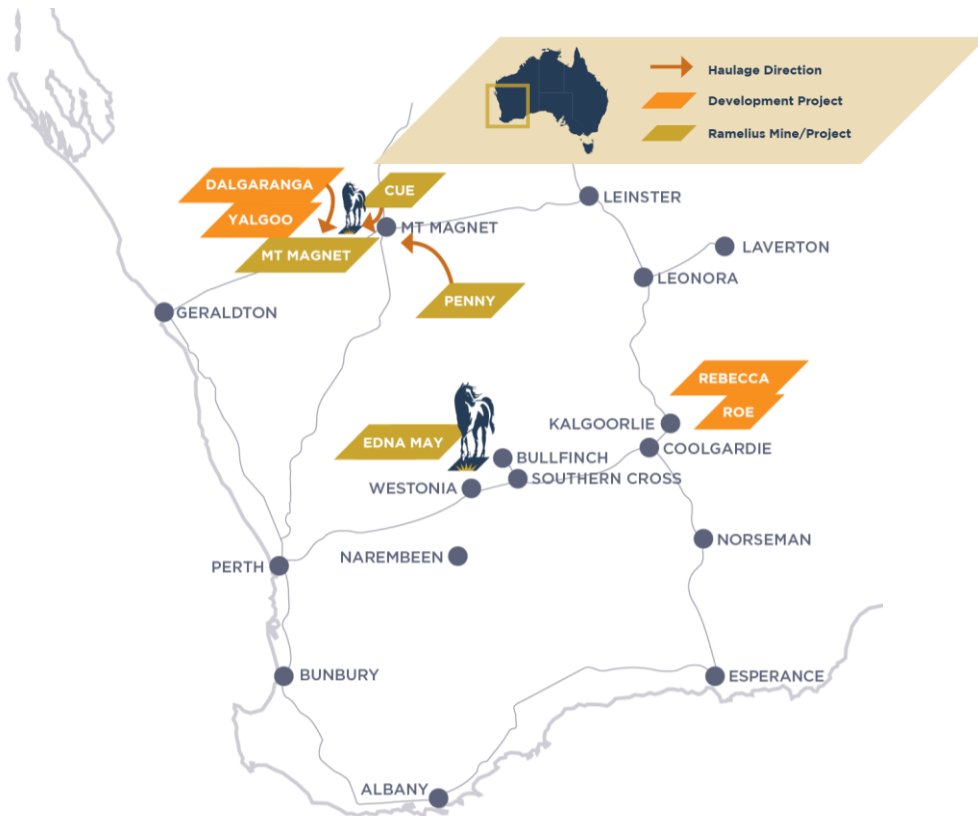 Haulage Direction
Development Project
Ramelius Mine/Project
DALGARANGA
CUE
LEINSTER
YALGOO
MT MAGNET
MT MAGNET
LAVERTON
LEONORA
PENNY
GERALDTON
REBECCA
ROE
KALGOORLIE
EDNA MAY
COOLGARDIE
BULLFINCH
SOUTHERN CROSS
WESTONIA
NORSEMAN
NAREMBEEN
PERTH
BUNBURY
ESPERANCE
ALBANY